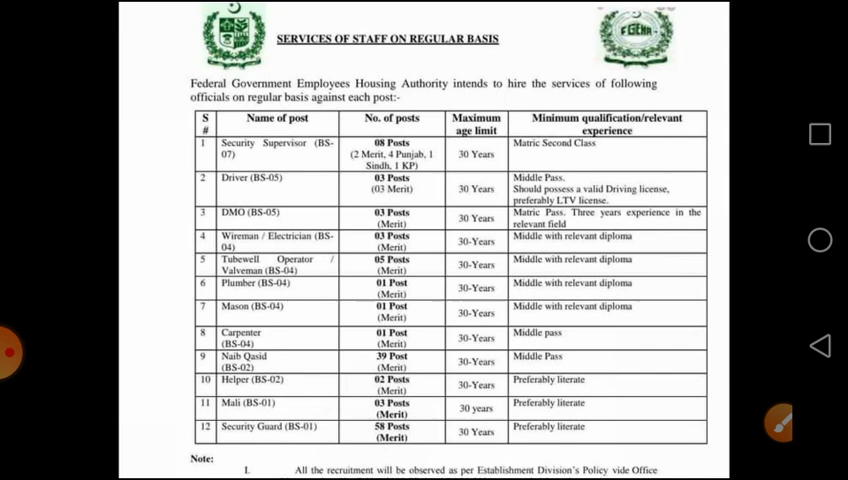 FGEHA
SERVICES OF STAFF ON REGULAR BASIS
Federal Government Employees Housing Authority intends to hire the services of following
officials on regular basis against each post:-
S # Name of post No. of posts Maximum age limit Minimum qualification/relevant experience
1 Security Supervisor (BS-07) 08 Posts (2 Merit, 4 Punjab, 1 Sindh, 1 KP) 30 Years Matric Second Class
2 Driver (BS-05) 03 Posts (03 Merit) 30 Years Middle Pass. Should possess a valid Driving license, preferably LTV license.
3 DMO (BS-05) 03 Posts (Merit) 30 Years Matric Pass. Three years experience in the relevant field
4 Wireman / Electrician (BS-04) 03 Posts (Merit) 30-Years Middle with relevant diploma
5 Tubewell Operator / Valveman (BS-04) 05 Posts (Merit) 30-Years Middle with relevant diploma
6 Plumber (BS-04) 01 Post (Merit) 30-Years Middle with relevant diploma
7 Mason (BS-04) 01 Post (Merit) 30-Years Middle with relevant diploma
8 Carpenter (BS-04) 01 Post (Merit) 30-Years Middle pass
9 Naib Qasid (BS-02) 39 Post (Merit) 30-Years Middle Pass
10 Helper (BS-02) 02 Posts (Merit) 30-Years Preferably literate
11 Mali (BS-01) 03 Posts (Merit) 30 years Preferably literate
12 Security Guard (BS-01) 58 Posts (Merit) 30 Years Preferably literate
Note:
I. All the recruitment will be observed as per Establishment Division's Policy vide Office